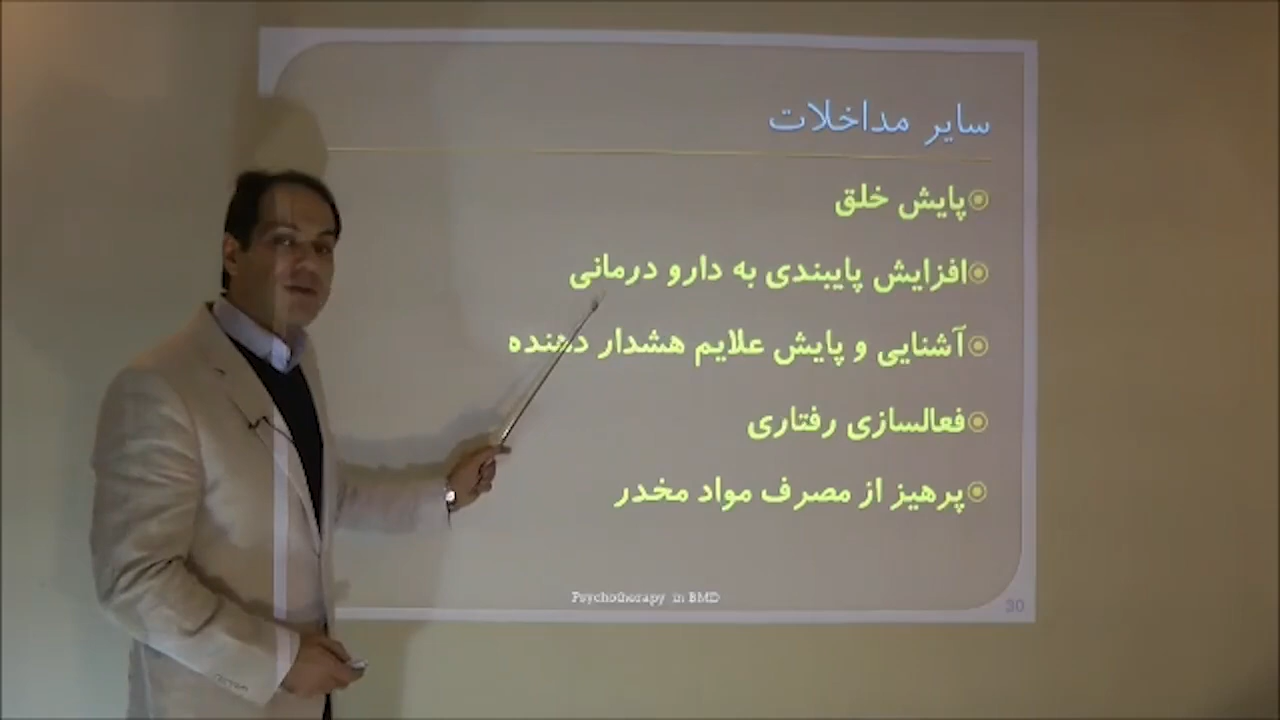 سایر مداخلات
پایش خلق
افزایش پایبندی به دارو درمانی
آشنایی و پایش علایم هشدار دهنده
فعالسازی رفتاری
پرهیز از مصرف مواد مخدر
Psychotherapy in BMD
30